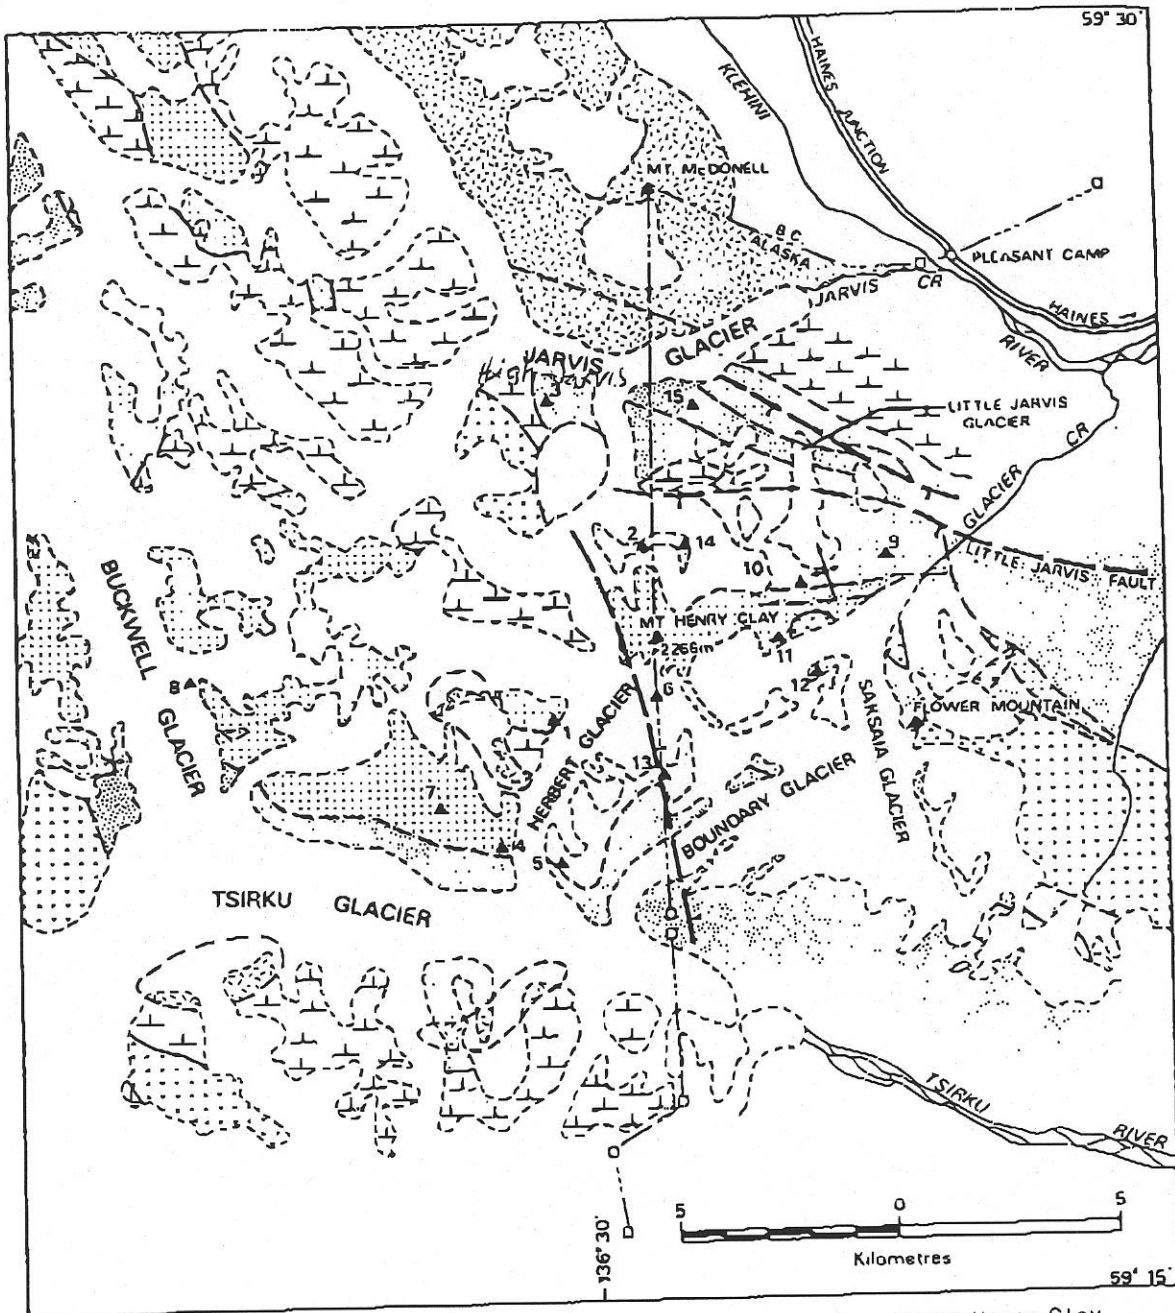 59° 30'
KLEHINI
HAINES
JUNCTION
MT. McDONELL
B C
ALASKA
PLEASANT CAMP
JARVIS
CR
HAINES
RIVER
JARVIS
GLACIER
3
15
LITTLE JARVIS
GLACIER
GLACIER
CR
1
2
14
9
10
LITTLE JARVIS FAULT
BUCKWELL
GLACIER
MT HENRY CLAY
2266m
11
8
6
12
SAKSAIA GLACIER
FLOWER MOUNTAIN
HERBERT
GLACIER
13
BOUNDARY GLACIER
7
4
5
TSIRKU GLACIER
TSIRKU
RIVER
136° 30'
5
0
5
Kilometres
59° 15'